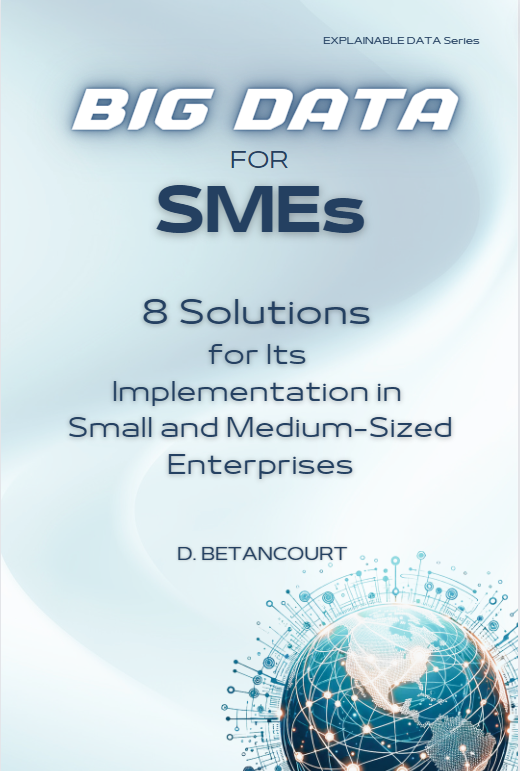 EXPLAINABLE DATA Series
BIG DATA
FOR
SMEs
8 Solutions
for Its
Implementation in
Small and Medium-Sized
Enterprises
D. BETANCOURT